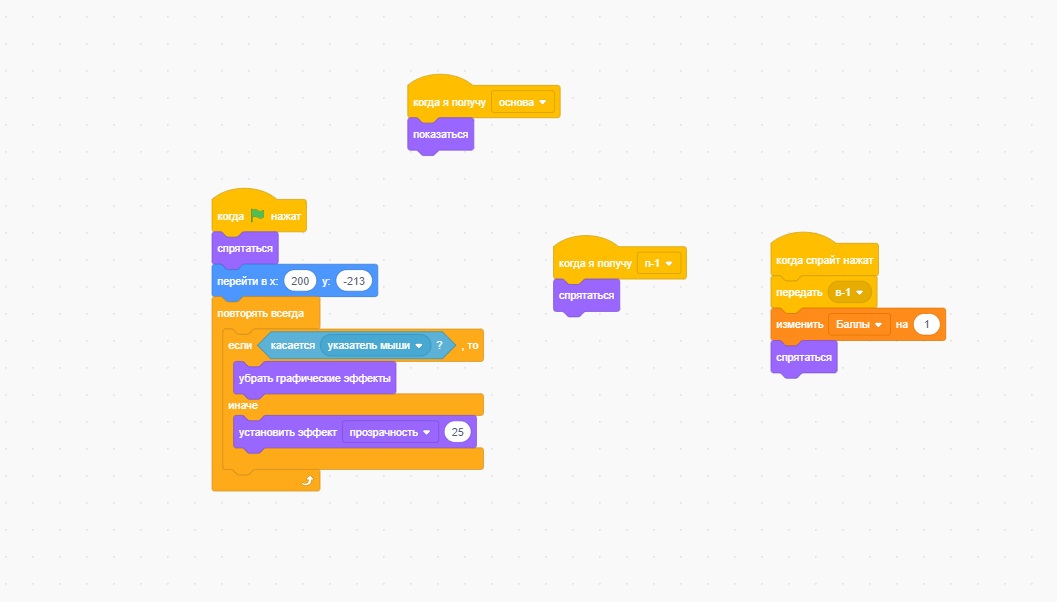 когда я получу основа
показаться
когда нажат
спрятаться
перейти в x: 200 y: -213
повторять всегда
если касается указатель мыши ? , то
убрать графические эффекты
иначе
установить эффект прозрачность 25
когда я получу п-1
спрятаться
когда спрайт нажат
передать в-1
изменить Баллы на 1
спрятаться